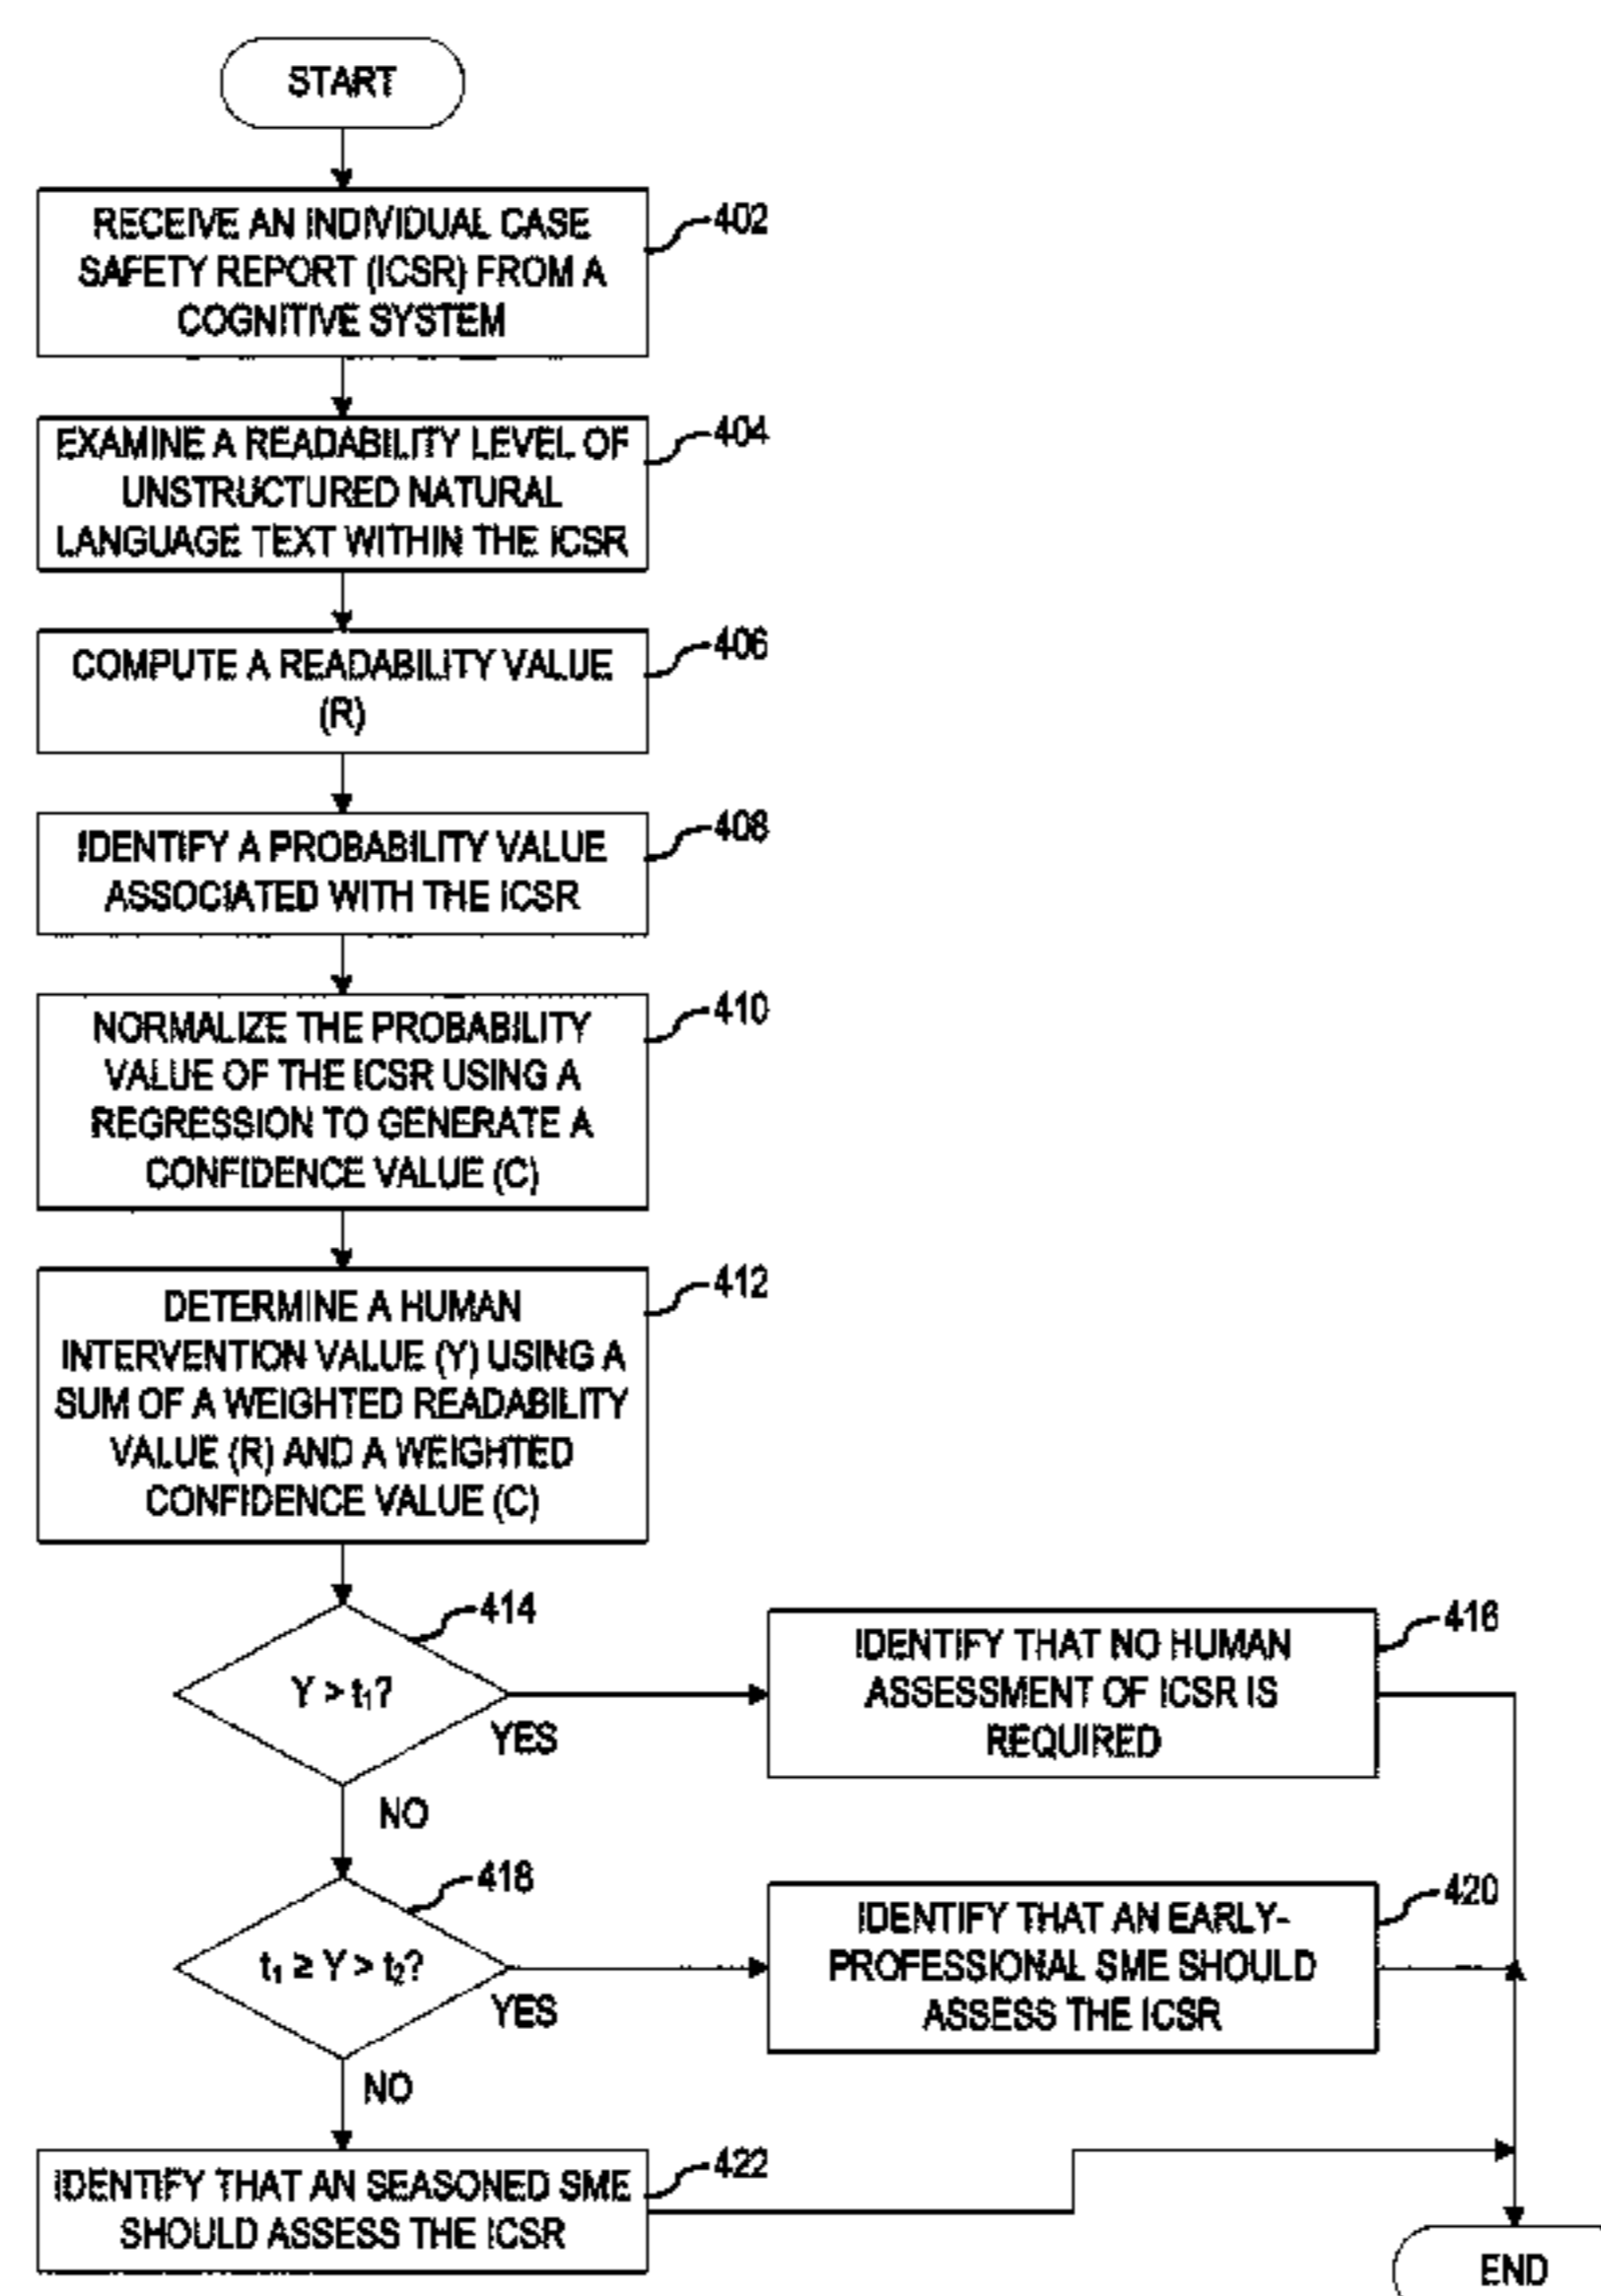 START
RECEIVE AN INDIVIDUAL CASE
SAFETY REPORT (ICSR) FROM A
COGNITIVE SYSTEM
402
EXAMINE A READABILITY LEVEL OF
UNSTRUCTURED NATURAL
LANGUAGE TEXT WITHIN THE ICSR
404
COMPUTE A READABILITY VALUE
(R)
406
IDENTIFY A PROBABILITY VALUE
ASSOCIATED WITH THE ICSR
408
NORMALIZE THE PROBABILITY
VALUE OF THE ICSR USING A
REGRESSION TO GENERATE A
CONFIDENCE VALUE (C)
410
DETERMINE A HUMAN
INTERVENTION VALUE (Y) USING A
SUM OF A WEIGHTED READABILITY
VALUE (R) AND A WEIGHTED
CONFIDENCE VALUE (C)
412
Y > t₁?
414
YES
NO
IDENTIFY THAT NO HUMAN
ASSESSMENT OF ICSR IS
REQUIRED
416
t₁ ≥ Y > t₂?
418
YES
NO
IDENTIFY THAT AN EARLY-
PROFESSIONAL SME SHOULD
ASSESS THE ICSR
420
IDENTIFY THAT AN SEASONED SME
SHOULD ASSESS THE ICSR
422
END